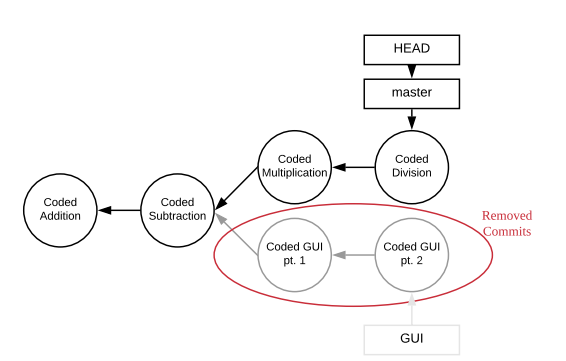 HEAD
master
Coded
Multiplication
Coded
Division
Coded
Addition
Coded
Subtraction
Removed
Commits
Coded GUI
pt. 1
Coded GUI
pt. 2
GUI